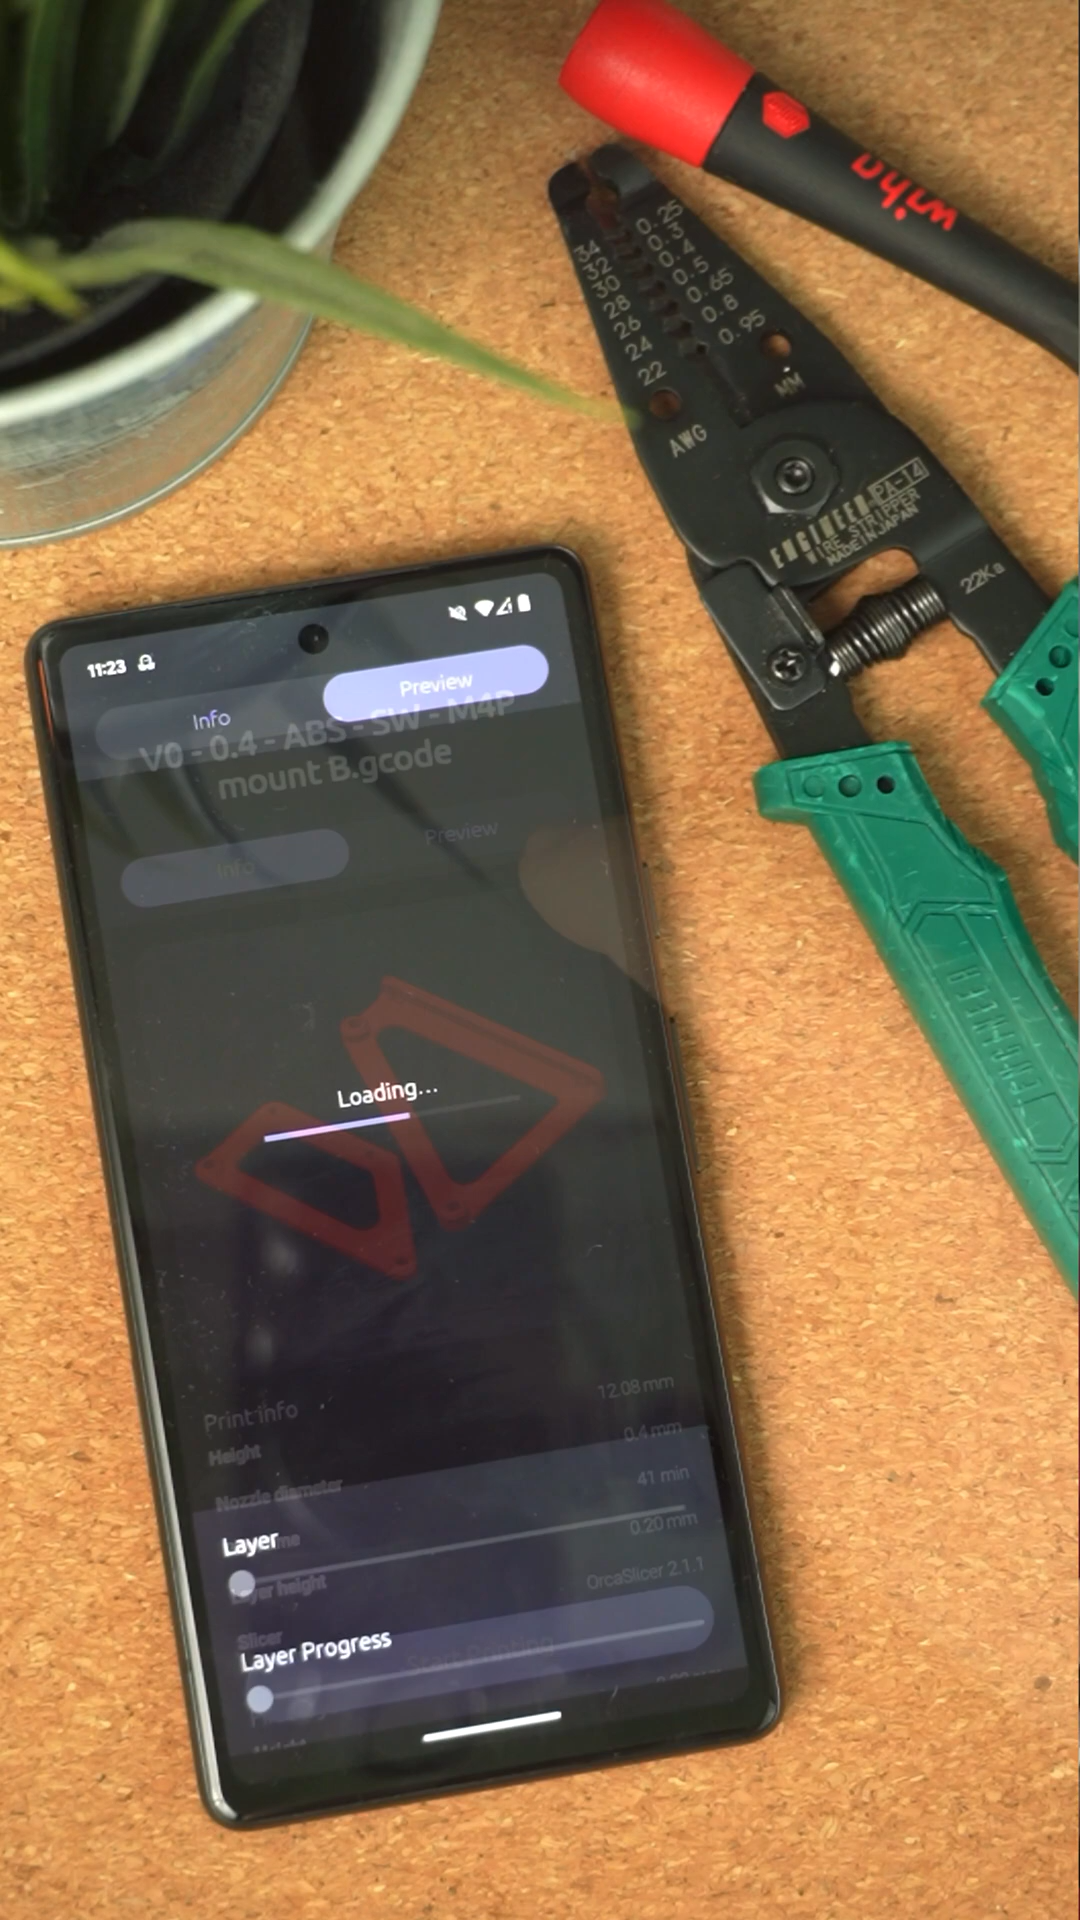 wiha
34
32
30
28
26
24
22
AWG
0.25
0.3
0.4
0.5
0.65
0.8
0.95
MM
ENGINEER PA-14
WIRE STRIPPER
MADE IN JAPAN
22Ks
ENGINEER
11:23
Info
Preview
V0 - 0.4 - ABS - SW - M4P
mount B.gcode
Info
Preview
Loading...
Print info
Height 12.08 mm
Nozzle diameter 0.4 mm
41 min
Layer
Layer height 0.20 mm
Slicer OrcaSlicer 2.1.1
Layer Progress
Start Printing